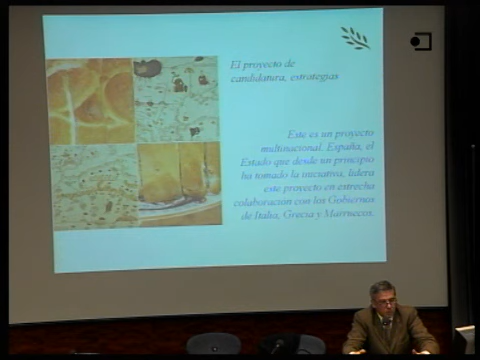 El proyecto de
candidatura, estrategias
Este es un proyecto
multinacional. España, el
Estado que desde un principio
ha tomado la iniciativa, lidera
este proyecto en estrecha
colaboración con los Gobiernos
de Italia, Grecia y Marruecos.